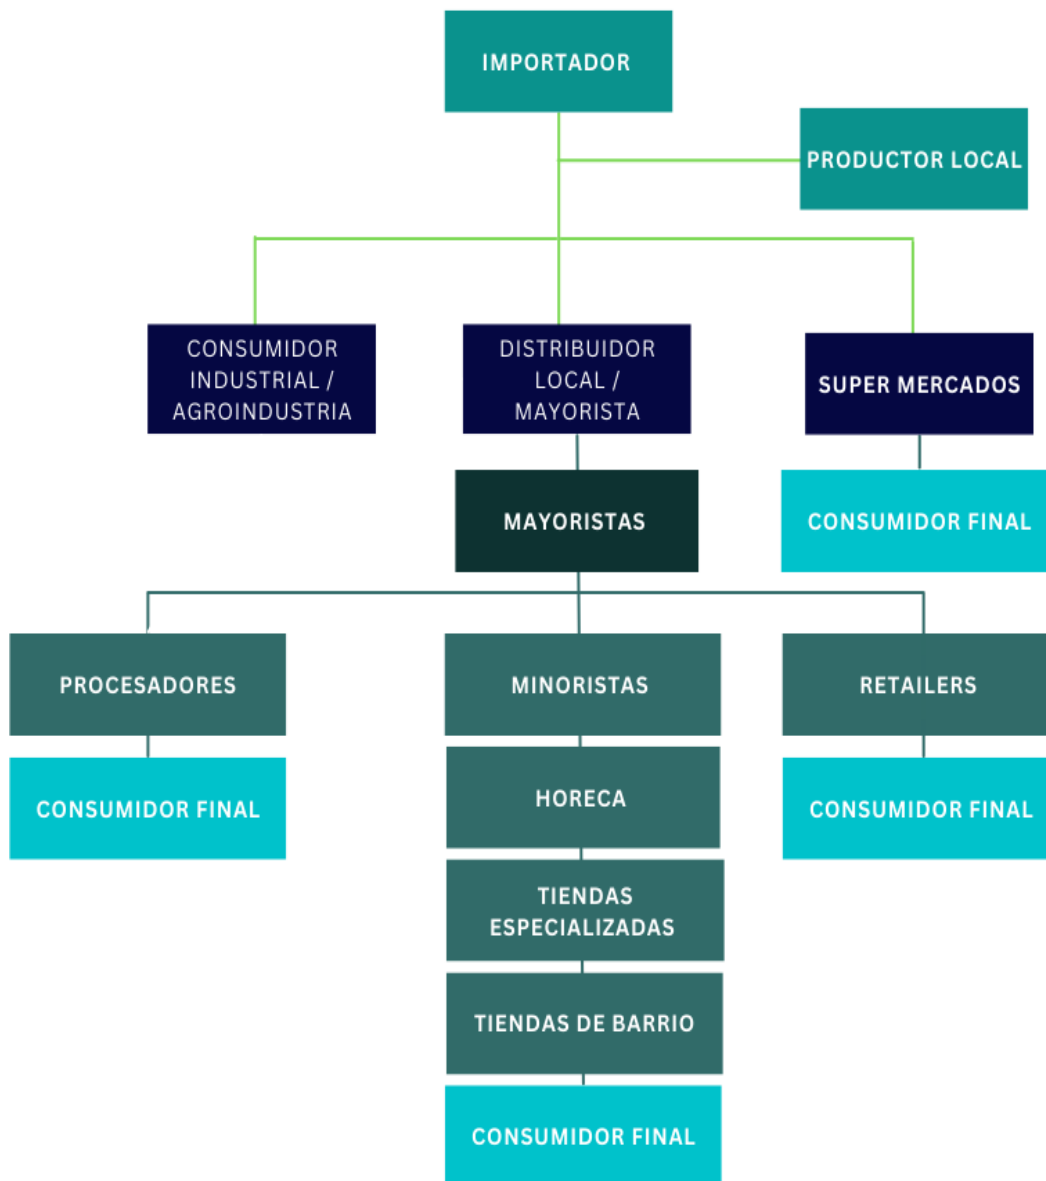 IMPORTADOR
PRODUCTOR LOCAL
CONSUMIDOR
INDUSTRIAL /
AGROINDUSTRIA
DISTRIBUIDOR
LOCAL /
MAYORISTA
SUPER MERCADOS
MAYORISTAS
CONSUMIDOR FINAL
PROCESADORES
MINORISTAS
RETAILERS
CONSUMIDOR FINAL
HORECA
CONSUMIDOR FINAL
TIENDAS
ESPECIALIZADAS
TIENDAS DE BARRIO
CONSUMIDOR FINAL